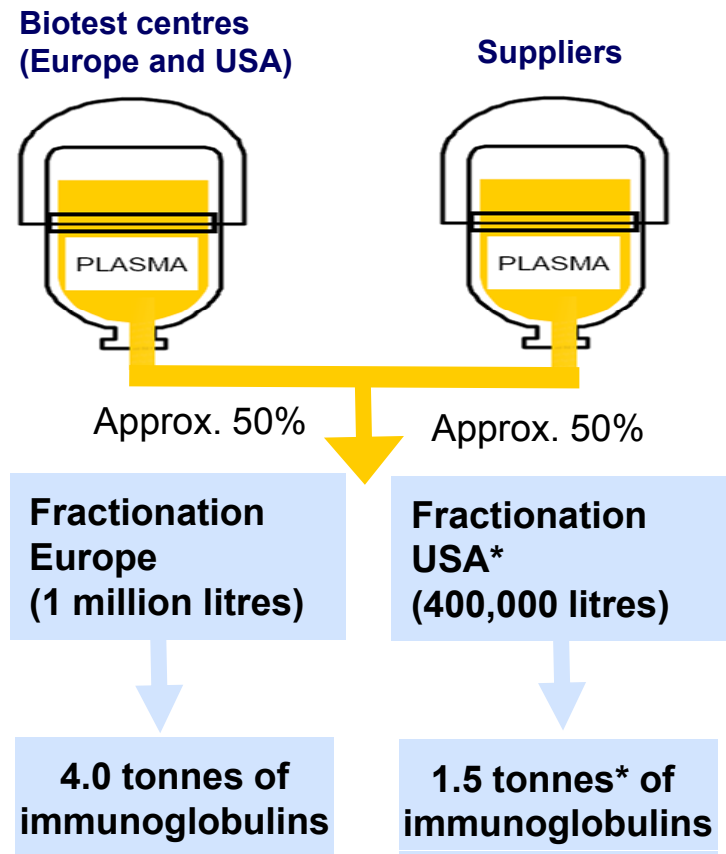 Biotest centres
(Europe and USA)
Suppliers
PLASMA
PLASMA
Approx. 50%
Approx. 50%
Fractionation
Europe
(1 million litres)
Fractionation
USA*
(400,000 litres)
4.0 tonnes of
immunoglobulins
1.5 tonnes* of
immunoglobulins